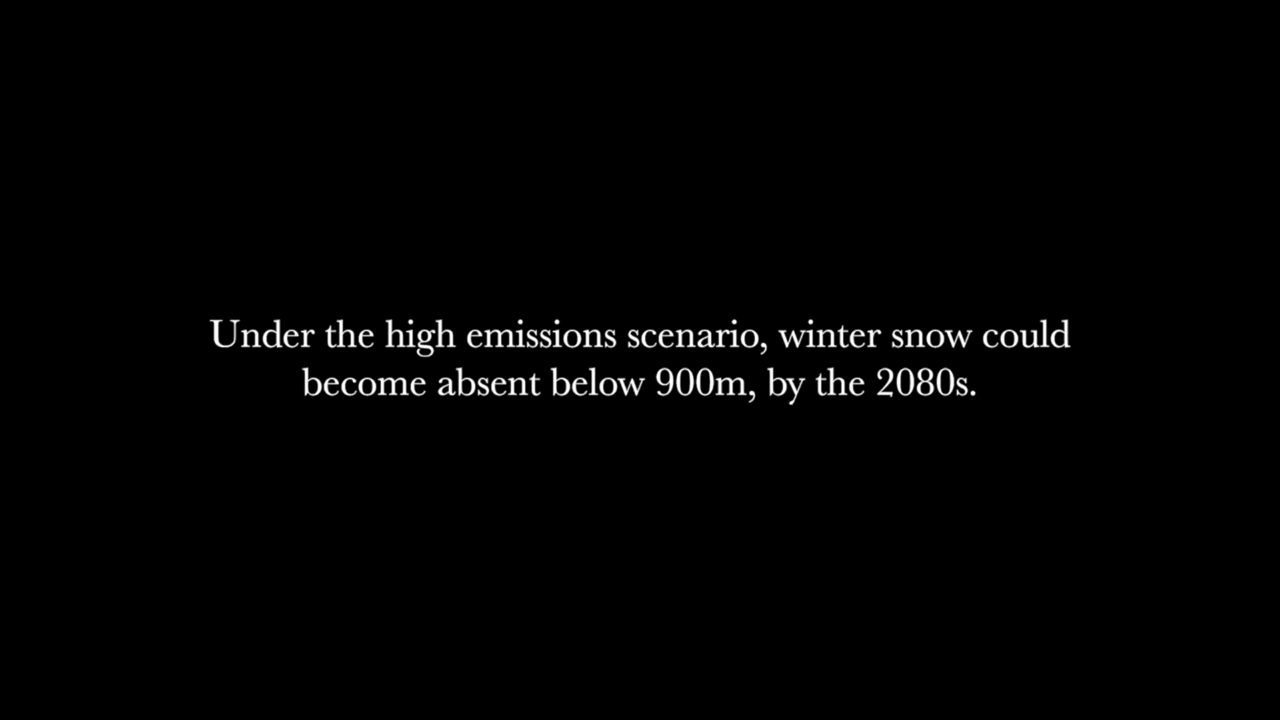 Under the high emissions scenario, winter snow could
become absent below 900m, by the 2080s.